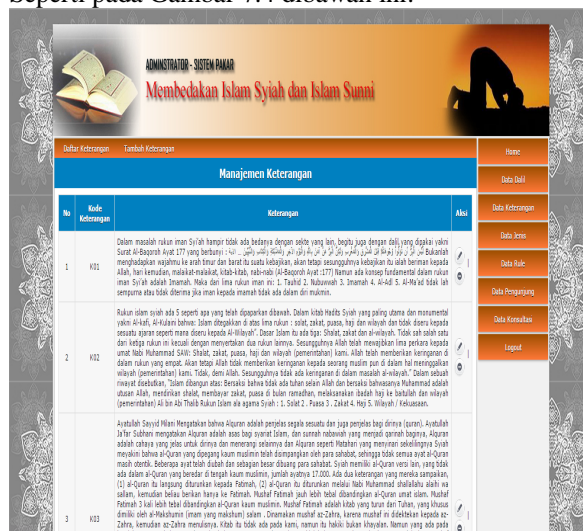 Seperti pada Gambar 7.4 dibawah ini:
ADMINSTRATOR - SISTEM PAKAR
Membedakan Islam Syiah dan Islam Sunni
Daftar Keterangan Tambah Keterangan
Home
Data Dalil
Data Keterangan
Data Jenis
Data Rule
Data Pengunjung
Data Konsultasi
Logout
Manajemen Keterangan
No Kode Keterangan Keterangan Aksi
1 K01
Dalam masalah rukun iman Syi'ah hampir tidak ada bedanya dengan sekte yang lain, begitu juga dengan dalil yang dipakai yakni
Surat Al-Baqoroh Ayat 177 yang berbunyi : Bukanlah
menghadapkan wajahmu ke arah timur dan barat itu suatu kebajikan, akan tetapi sesungguhnya kebajikan itu ialah beriman kepada
Allah, hari kemudian, malaikat-malaikat, kitab-kitab, nabi-nabi (Al-Baqoroh Ayat :177) Namun ada konsep fundamental dalam rukun
iman Syi'ah adalah Imamah. Maka dari lima rukun iman ini: 1. Tauhid 2. Nubuwwah 3. Imamah 4. Al-Adl 5. Al-Ma'ad tidak lah
sempurna atau tidak diterima jika iman kepada imamah tidak ada dalam diri mukmin.
2 K02
Rukun islam syiah ada 5 seperti apa yang telah dipaparkan dibawah. Dalam kitab Hadits Syiah yang paling utama dan monumental
yakni Al-Kafi, Al-Kulaini bahwa: Islam ditegakkan di atas lima rukun : solat, zakat, puasa, haji dan wilayah dan tidak diseru kepada
sesuatu ajaran seperti mana diseru kepada Al-Wilayah". Dasar Islam itu ada tiga: Shalat, zakat dan al-wilayah. Tidak sah salah satu
dari ketiga rukun ini kecuali dengan menyertakan dua rukun lainnya. Sesungguhnya Allah telah mewajibkan lima perkara kepada
umat Nabi Muhammad SAW: Shalat, zakat, puasa, haji dan wilayah (pemerintahan) kami. Allah telah memberikan keringanan di
dalam rukun yang empat. Akan tetapi Allah tidak memberikan keringanan kepada seorang muslim pun di dalam hal meninggalkan
wilayah (pemerintahan) kami. Tidak, demi Allah. Sesungguhnya tidak ada keringanan di dalam masalah al-wilayah." Dalam sebuah
riwayat disebutkan, "Islam dibangun atas: Bersaksi bahwa tidak ada tuhan selain Allah dan bersaksi bahwasanya Muhammad adalah
utusan Allah, mendirikan shalat, membayar zakat, puasa di bulan ramadhan, melaksanakan ibadah haji ke baitullah dan wilayah
(pemerintahan) Ali bin Abi Thalib Rukun Islam ala agama Syiah : 1. Solat 2 . Puasa 3 . Zakat 4. Haji 5. Wilayah / Kekuasaan.
3 K03
Ayatullah Sayyid Milani Mengatakan bahwa Alquran adalah penjelas segala sesuatu dan juga penjelas bagi dirinya (quran). Ayatullah
Ja'far Subhani mengatakan Alquran adalah asas bagi syariat Islam, dan sunnah nabawiah yang menjadi qarinah baginya, Alquran
adalah cahaya yang jelas untuk dirinya dan menerangi selainnya dan Alquran seperti Matahari yang menyinari sekelilingnya Syiah
meyakini bahwa al-Quran yang dipegang kaum muslimin telah disimpangkan oleh para sahabat, sehingga tidak semua ayat al-Quran
masih otentik. Beberapa ayat telah diubah dan sebagian besar dibuang para sahabat. Syiah memiliki al-Quran versi lain, yang tidak
ada dalam al-Quran yang beredar di tengah kaum muslimin, jumlah ayatnya 17.000. Ada dua keterangan yang mereka sampaikan,
(1) al-Quran itu langsung diturunkan kepada Fatimah, (2) al-Quran itu diturunkan melalui Nabi Muhammad shallallahu alaihi wa
sallam, kemudian beliau berikan hanya ke Fatimah. Mushaf Fatimah jauh lebih tebal dibandingkan al-Quran umat islam. Mushaf
Fatimah 3 kali lebih tebal dibandingkan al-Quran kaum muslimin. Mushaf Fatimah adalah kitab yang turun dari Tuhan, yang khusus
dimiliki oleh al-Makshumin (imam yang makshum) salam . Dinamakan mushaf az-Zahra, karena mushaf ini didektekan kepada az-
Zahra, kemudian az-Zahra menulisnya. Kitab itu tidak ada pada kami, namun itu hakiki bukan khayalan. Namun yang ada pada